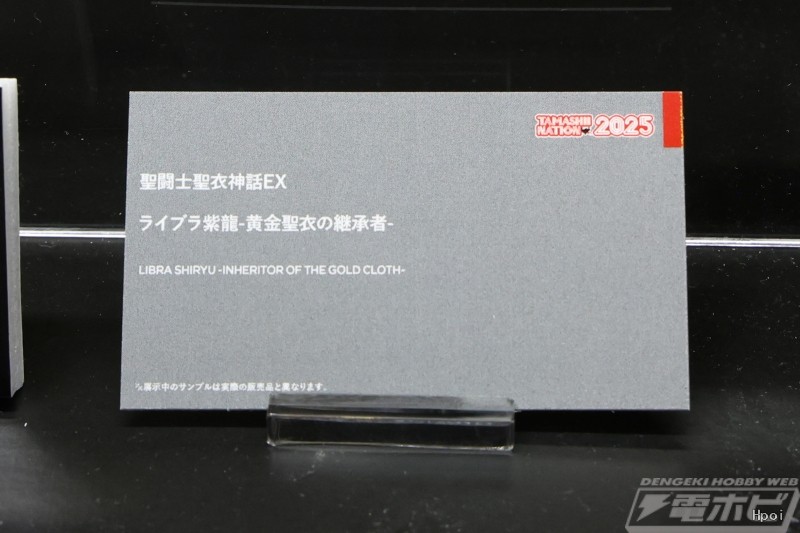 TAMASHII
NATION 2025
聖闘士聖衣神話EX
ライブラ紫龍-黄金聖衣の継承者-
LIBRA SHIRYU -INHERITOR OF THE GOLD CLOTH-
※展示中のサンプルは実際の販売品と異なります。
DENGEKI HOBBY WEB
電ホビ
Hpoi